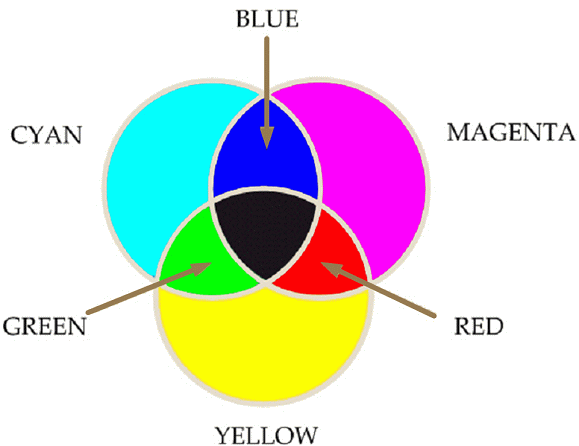 BLUE
CYAN
MAGENTA
GREEN
RED
YELLOW